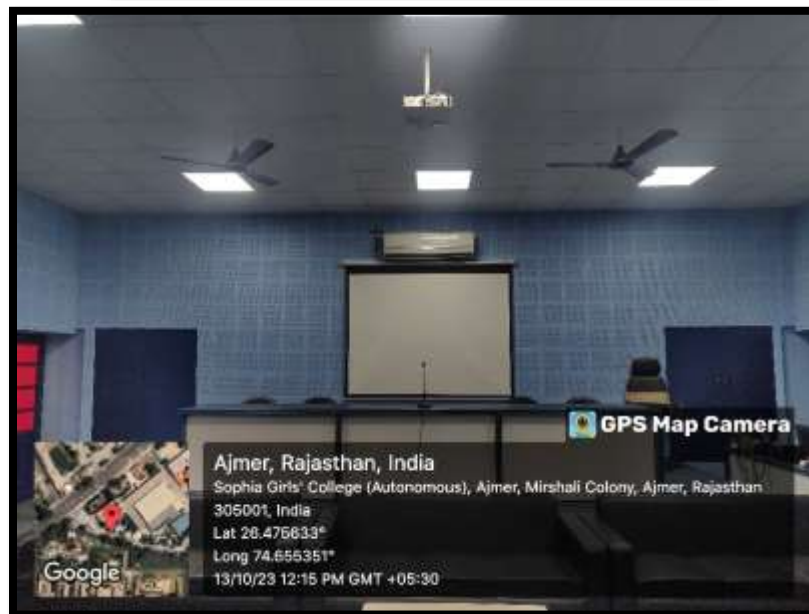 GPS Map Camera
Ajmer, Rajasthan, India
Sophia Girls' College (Autonomous), Ajmer, Mirshali Colony, Ajmer, Rajasthan
305001, India
Lat 26.475633°
Long 74.655351°
13/10/23 12:15 PM GMT +05:30
Google